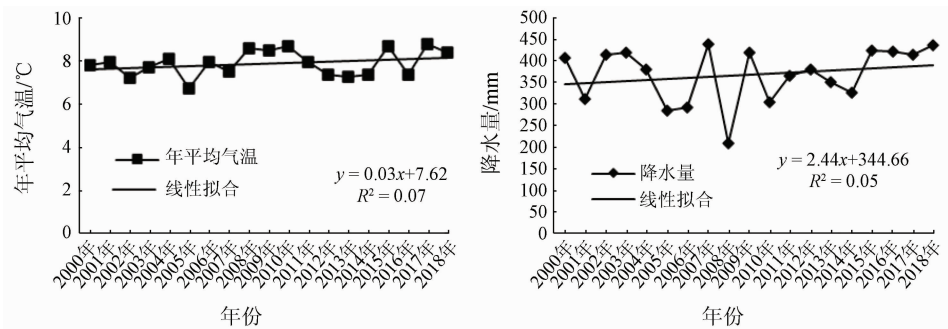 10
8
6
4
2
0
年平均气温/℃
年平均气温
线性拟合
y = 0.03x+7.62
R² = 0.07
2000年
2001年
2002年
2003年
2004年
2005年
2006年
2007年
2008年
2009年
2010年
2011年
2012年
2013年
2014年
2015年
2016年
2017年
2018年
年份
500
450
400
350
300
250
200
150
100
50
0
降水量/mm
降水量
线性拟合
y = 2.44x+344.66
R² = 0.05
2000年
2001年
2002年
2003年
2004年
2005年
2006年
2007年
2008年
2009年
2010年
2011年
2012年
2013年
2014年
2015年
2016年
2017年
2018年
年份